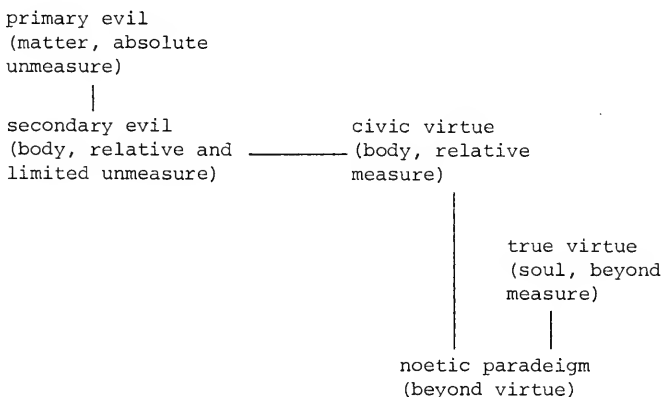 primary evil
(matter, absolute
unmeasure)
secondary evil
(body, relative and
limited unmeasure)
civic virtue
(body, relative
measure)
true virtue
(soul, beyond
measure)
noetic paradeigm
(beyond virtue)